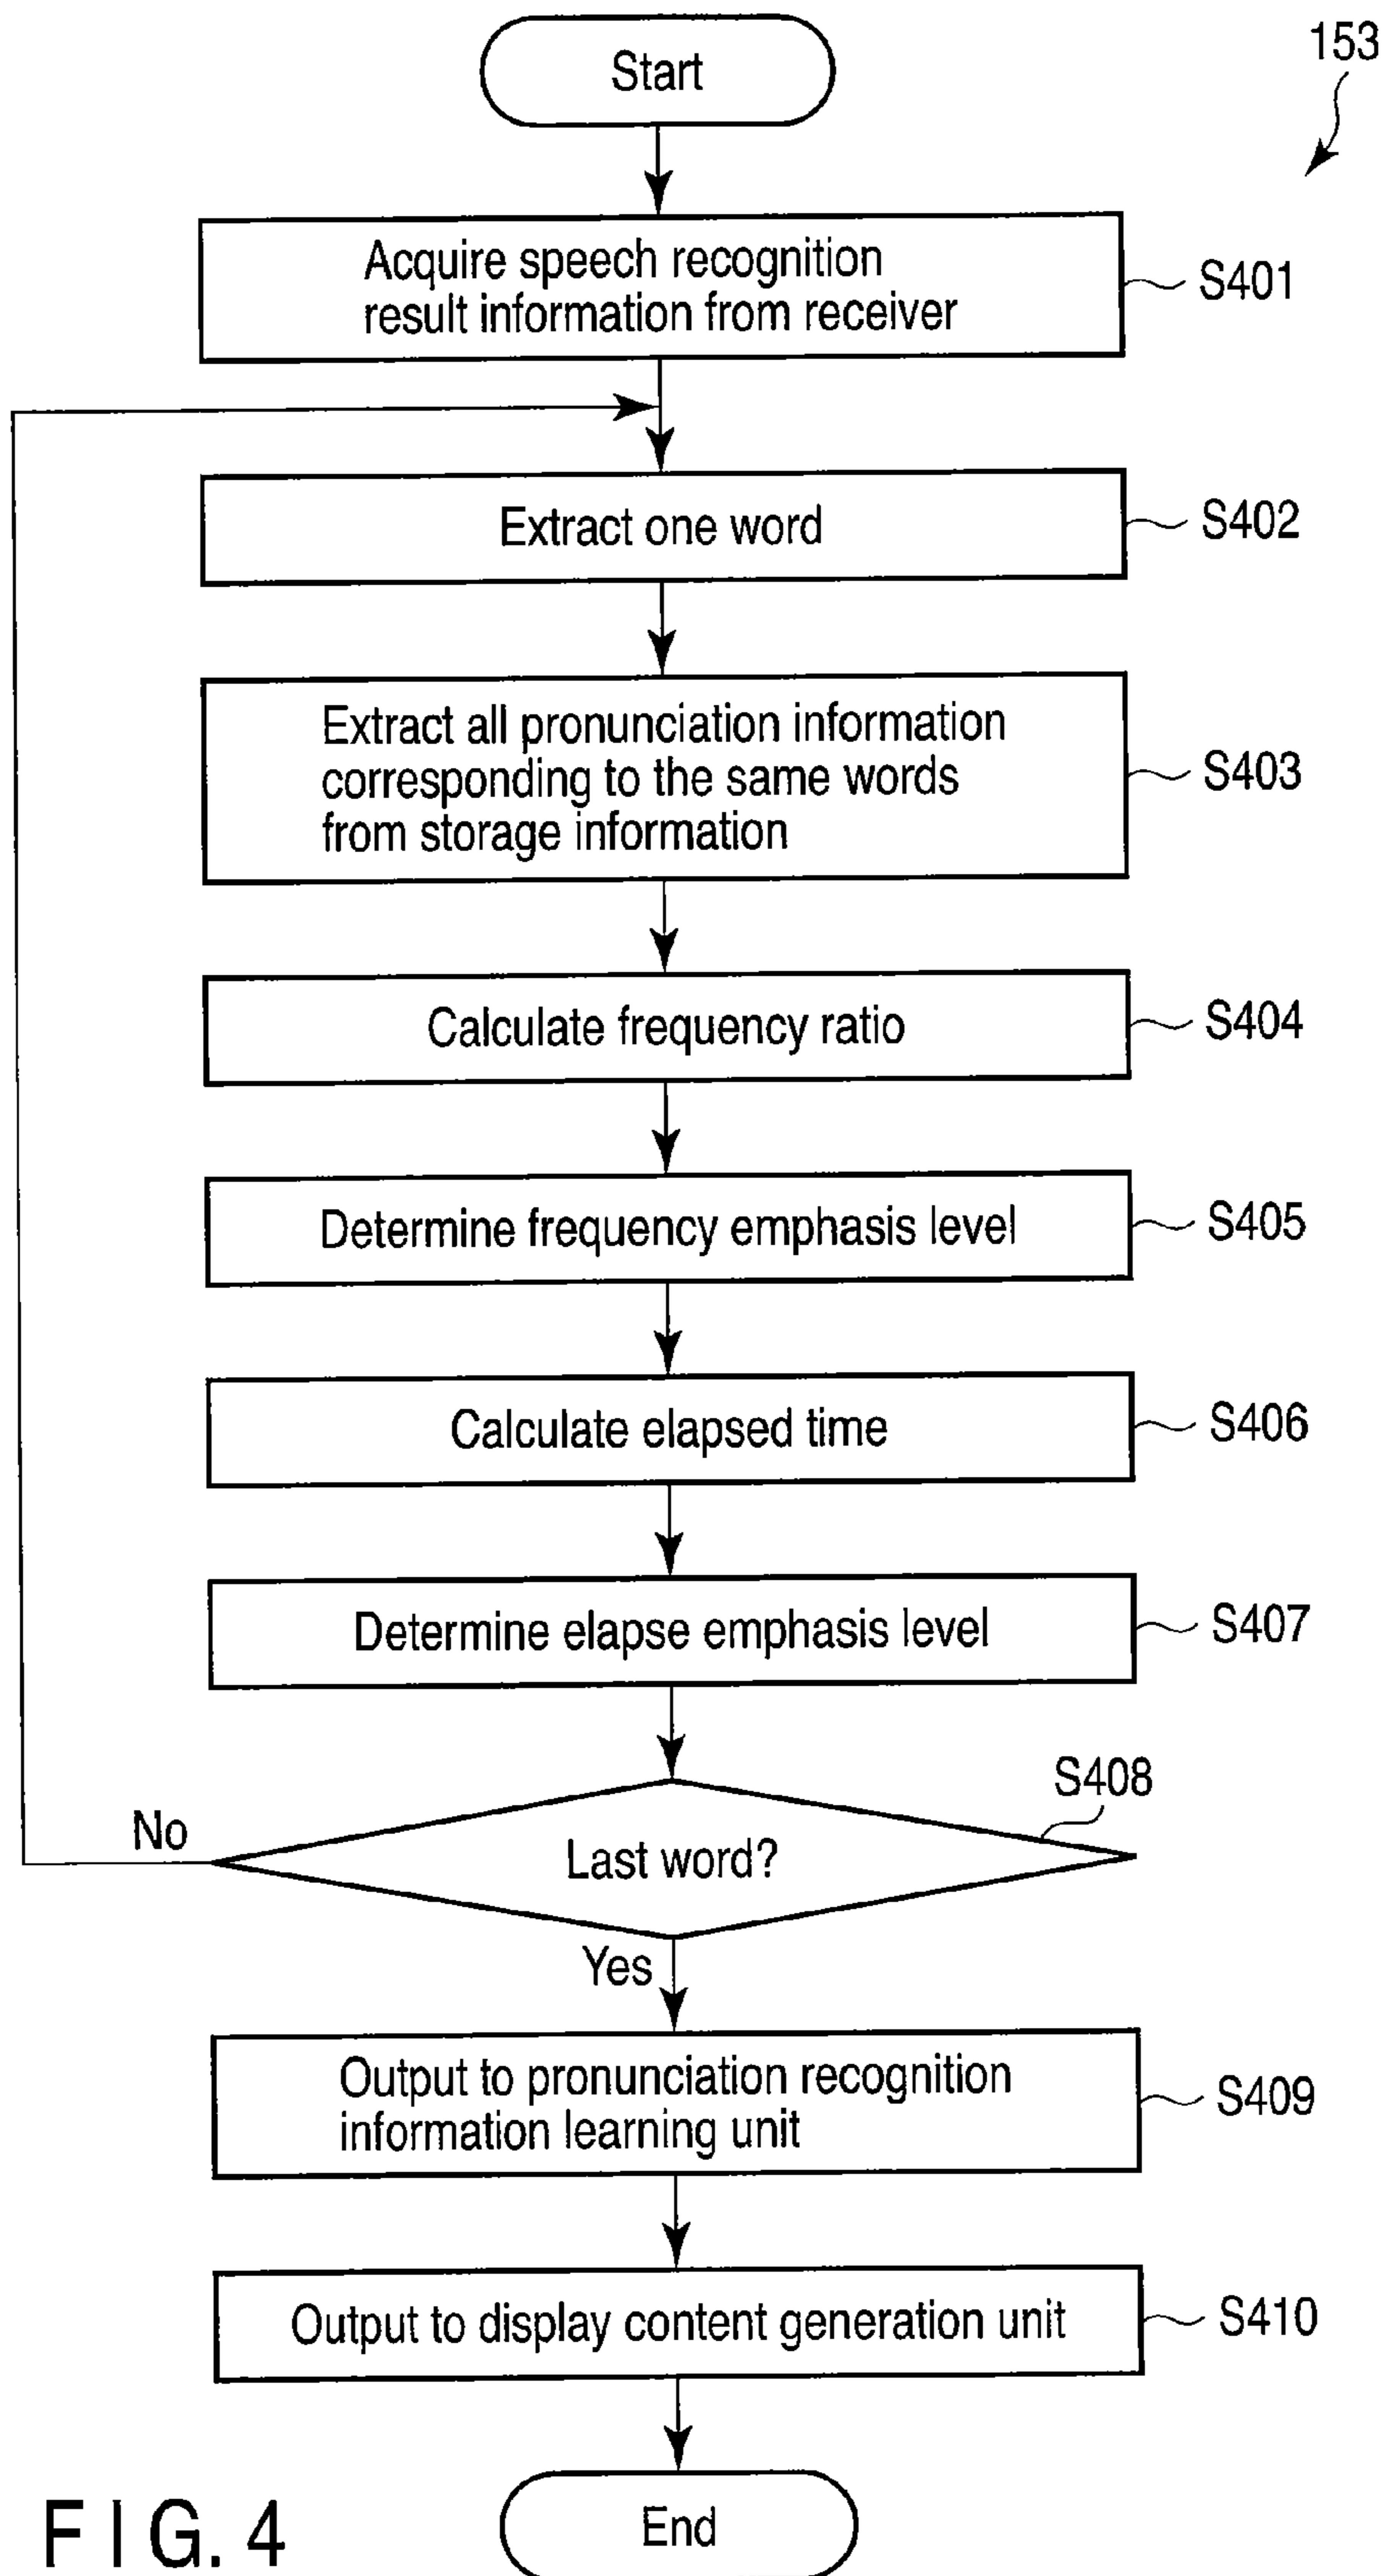 Start
153
Acquire speech recognition
result information from receiver
S401
Extract one word
S402
Extract all pronunciation information
corresponding to the same words
from storage information
S403
Calculate frequency ratio
S404
Determine frequency emphasis level
S405
Calculate elapsed time
S406
Determine elapse emphasis level
S407
S408
No
Last word?
Yes
Output to pronunciation recognition
information learning unit
S409
Output to display content generation unit
S410
End
FIG. 4